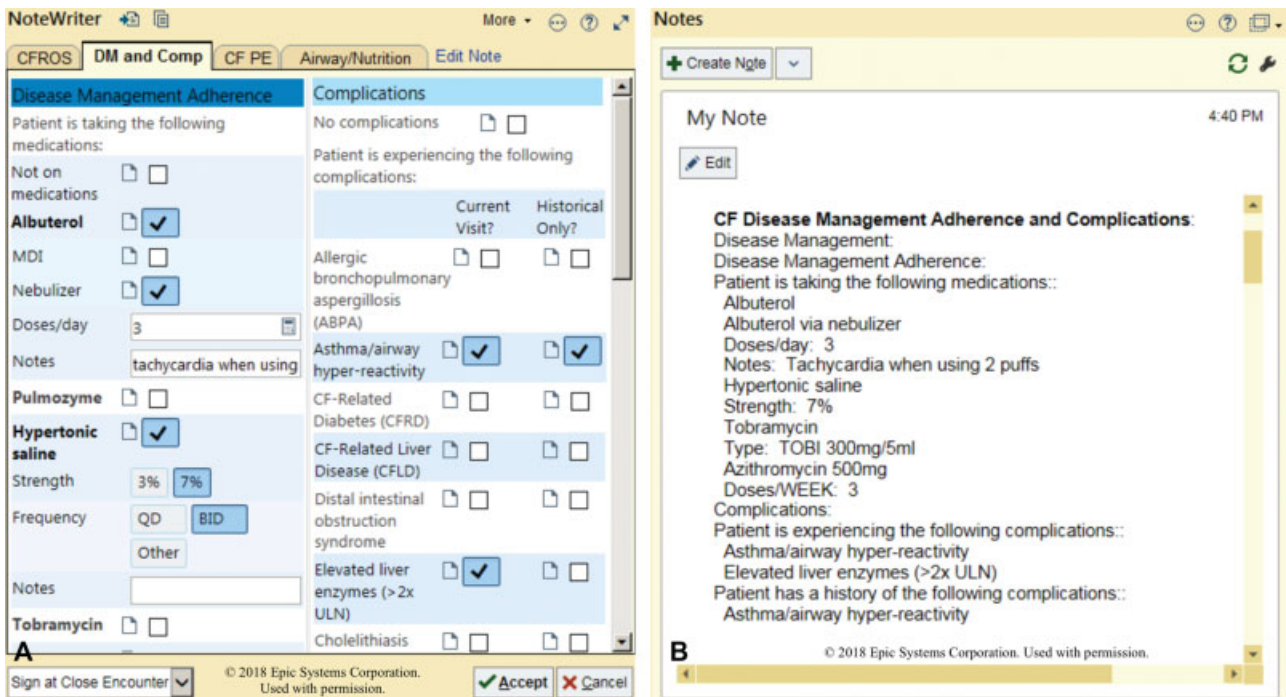 NoteWriter
More
CFROS DM and Comp CF PE Airway/Nutrition Edit Note
Disease Management Adherence
Patient is taking the following
medications:
Not on
medications
Albuterol
MDI
Nebulizer
Doses/day 3
Notes tachycardia when using
Pulmozyme
Hypertonic
saline
Strength 3% 7%
Frequency QD BID
Other
Notes
Tobramycin
A
Complications
No complications
Patient is experiencing the following
complications:
Current Historical
Visit? Only?
Allergic
bronchopulmonary
aspergillosis
(ABPA)
Asthma/airway
hyper-reactivity
CF-Related
Diabetes (CFRD)
CF-Related Liver
Disease (CFLD)
Distal intestinal
obstruction
syndrome
Elevated liver
enzymes (>2x
ULN)
Cholelithiasis
Sign at Close Encounter
© 2018 Epic Systems Corporation.
Used with permission.
Accept Cancel
Notes
Create Note
My Note 4:40 PM
Edit
CF Disease Management Adherence and Complications:
Disease Management:
Disease Management Adherence:
Patient is taking the following medications::
Albuterol
Albuterol via nebulizer
Doses/day: 3
Notes: Tachycardia when using 2 puffs
Hypertonic saline
Strength: 7%
Tobramycin
Type: TOBI 300mg/5ml
Azithromycin 500mg
Doses/WEEK: 3
Complications:
Patient is experiencing the following complications::
Asthma/airway hyper-reactivity
Elevated liver enzymes (>2x ULN)
Patient has a history of the following complications::
Asthma/airway hyper-reactivity
B
© 2018 Epic Systems Corporation. Used with permission.